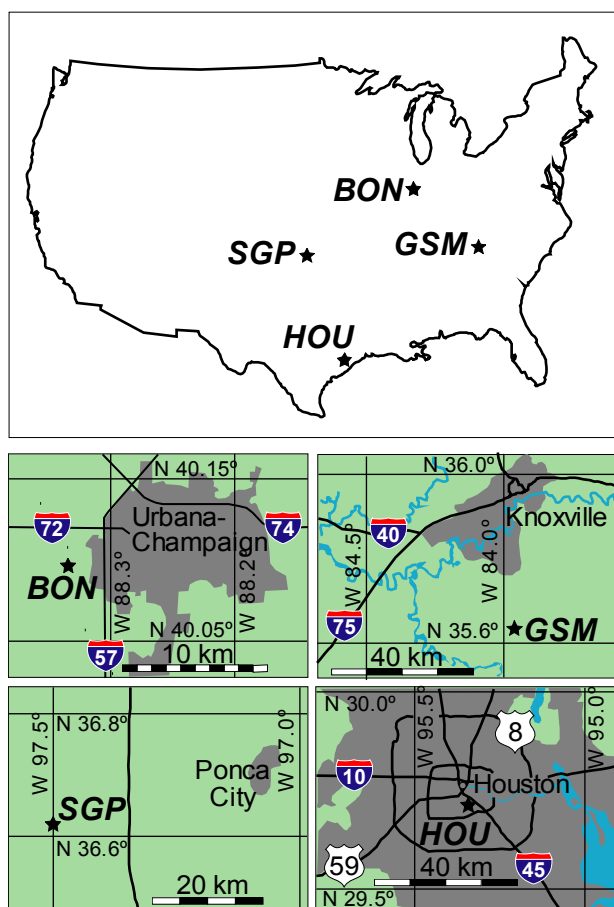 BON
SGP
GSM
HOU
N 40.15º
72
Urbana-
Champaign
74
BON
W 88.3º
W 88.2º
N 40.05º
57
10 km
N 36.0º
Knoxville
40
W 84.5º
W 84.0º
75
N 35.6º
GSM
40 km
N 36.8º
W 97.5º
W 97.0º
Ponca
City
SGP
N 36.6º
20 km
N 30.0º
W 95.5º
W 95.0º
8
10
Houston
HOU
59
40 km
45
N 29.5º